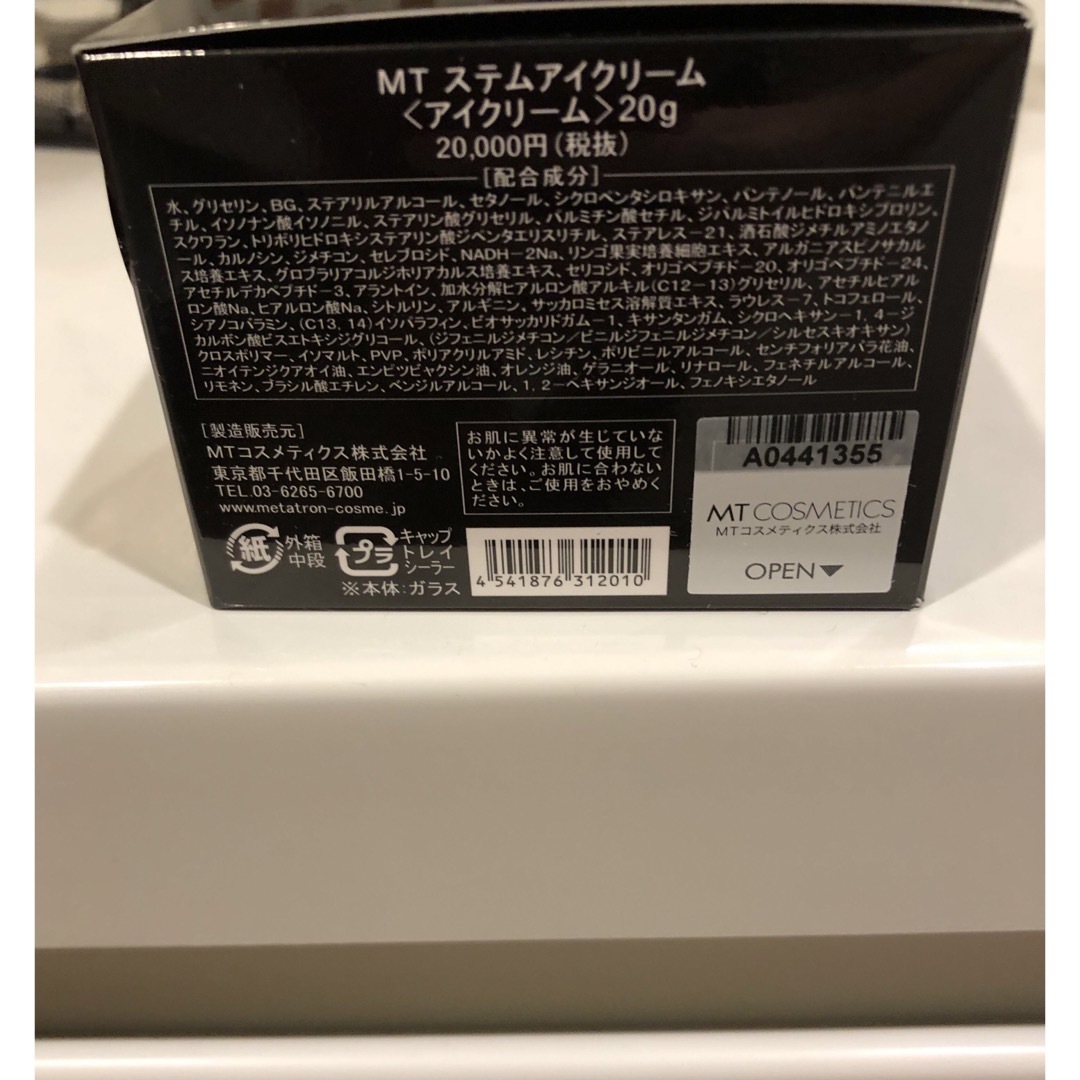 MT ステムアイクリーム
〈アイクリーム〉20g
20,000円(税抜)
[配合成分]
水、グリセリン、BG、ステアリルアルコール、セタノール、シクロペンタシロキサン、パンテノール、パンテニルエ
チル、イソノナン酸イソノニル、ステアリン酸グリセリル、パルミチン酸セチル、ジパルミトイルヒドロキシプロリン、
スクワラン、トリポリヒドロキシステアリン酸ジペンタエリスリチル、ステアレス-21、酒石酸ジメチルアミノエタノ
ール、カルノシン、ジメチコン、セレブロシド、NADH-2Na、リンゴ果実培養細胞エキス、アルガニアスピノサカル
ス培養エキス、グロブラリアコルジホリアカルス培養エキス、セリコシド、オリゴペプチド-20、オリゴペプチド-24、
アセチルデカペプチド-3、アラントイン、加水分解ヒアルロン酸アルキル(C12-13)グリセリル、アセチルヒアル
ロン酸Na、ヒアルロン酸Na、シトルリン、アルギニン、サッカロミセス溶解質エキス、ラウレス-7、トコフェロール、
シアノコバラミン、(C13, 14)イソパラフィン、ビオサッカリドガム-1、キサンタンガム、シクロヘキサン-1, 4-ジ
カルボン酸ビスエトキシジグリコール、(ジフェニルジメチコン/ビニルジフェニルジメチコン/シルセスキオキサン)
クロスポリマー、イソマルト、PVP、ポリアクリルアミド、レシチン、ポリビニルアルコール、センチフォリアバラ花油、
ニオイテンジクアオイ油、エンピツビャクシン油、オレンジ油、ゲラニオール、リナロール、フェネチルアルコール、
リモネン、ブラシル酸エチレン、ベンジルアルコール、1, 2-ヘキサンジオール、フェノキシエタノール
[製造販売元]
MTコスメティクス株式会社
東京都千代田区飯田橋1-5-10
TEL.03-6265-6700
www.metatron-cosme.jp
お肌に異常が生じていな
いかよく注意して使用して
ください。お肌に合わない
ときは、ご使用をおやめく
ださい。
紙 外箱
中段
プラ キャップ
トレイ
シーラー
※本体:ガラス
4 541876 312010
A0441355
MT COSMETICS
MTコスメティクス株式会社
OPEN▼